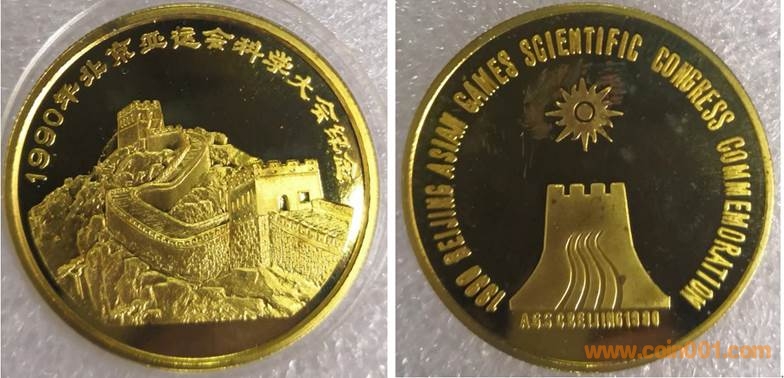 1990年北京亚运会科学大会纪念
1990 BEIJING ASIAN GAMES SCIENTIFIC CONGRESS COMMEMORATION
A G S C BEIJING 1990
www.coin001.com